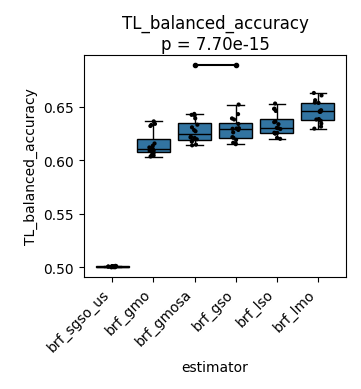 TL_balanced_accuracy
p = 7.70e-15
TL_balanced_accuracy
0.65
0.60
0.55
0.50
brf_sgso_us
brf_gmo
brf_gmosa
brf_gso
brf_lso
brf_lmo
estimator